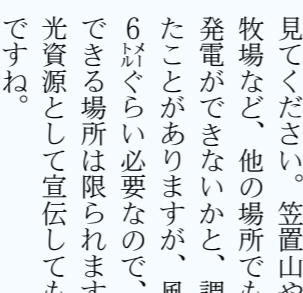 見てください。笠置山や
牧場など、他の場所でも
発電ができないかと、調
たことがありますが、風
6㍍ぐらい必要なので、
できる場所は限られます
光資源として宣伝しても
ですね。